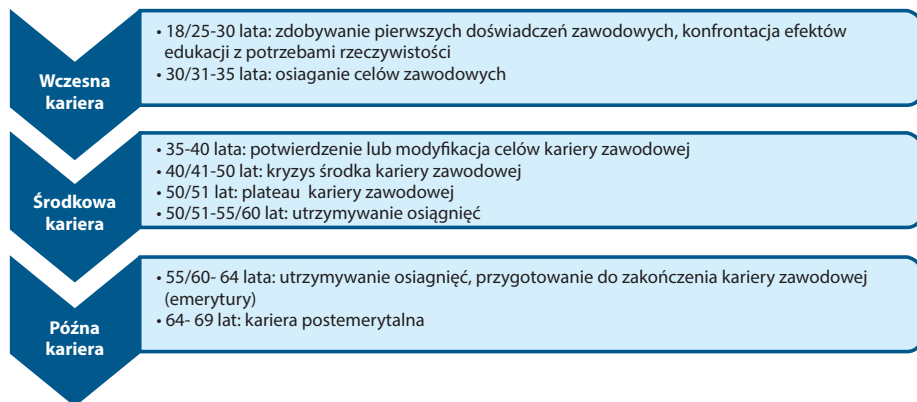 Wczesna
kariera
• 18/25-30 lata: zdobywanie pierwszych doświadczeń zawodowych, konfrontacja efektów
edukacji z potrzebami rzeczywistości
• 30/31-35 lata: osiaganie celów zawodowych
Środkowa
kariera
• 35-40 lata: potwierdzenie lub modyfikacja celów kariery zawodowej
• 40/41-50 lat: kryzys środka kariery zawodowej
• 50/51 lat: plateau kariery zawodowej
• 50/51-55/60 lat: utrzymywanie osiągnięć
Późna
kariera
• 55/60- 64 lata: utrzymywanie osiagnięć, przygotowanie do zakończenia kariery zawodowej
(emerytury)
• 64- 69 lat: kariera postemerytalna